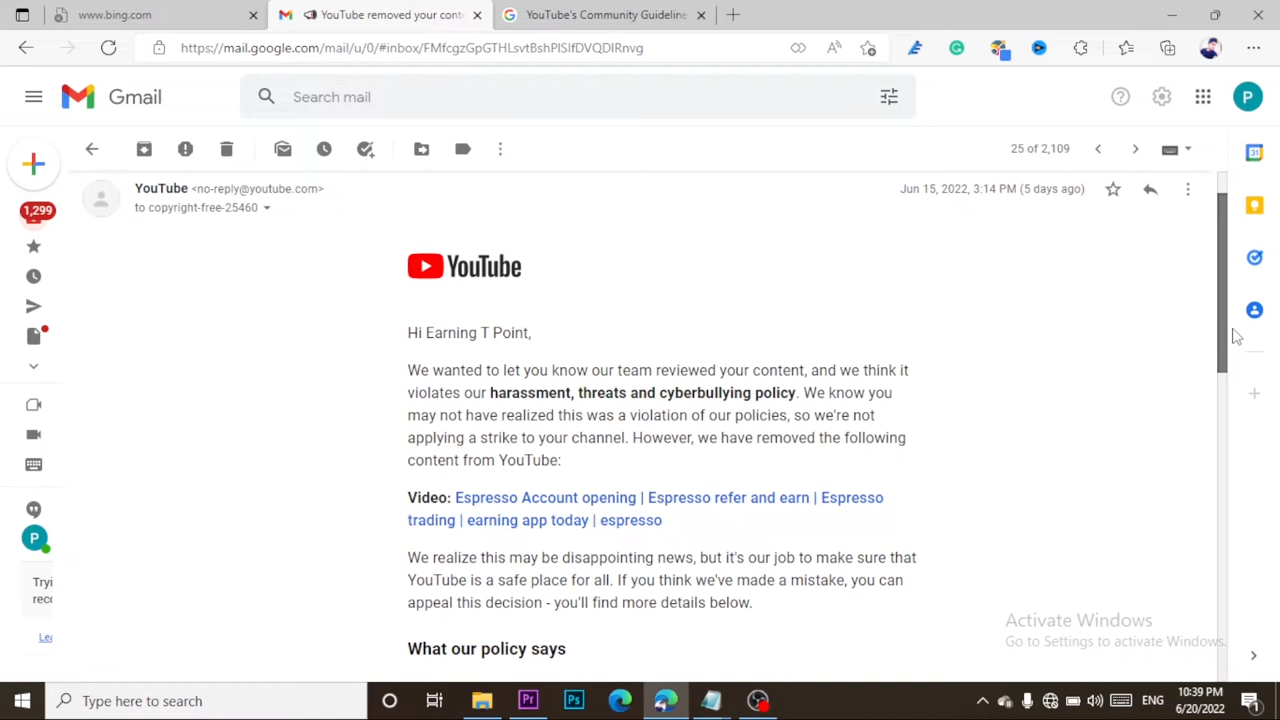 www.bing.com
YouTube removed your cont
YouTube's Community Guideline
https://mail.google.com/mail/u/0/#inbox/FMfcgzGpGTHSvtBshPlSlfDVQDIRnvg
Gmail
Search mail
P
25 of 2,109
YouTube <no-reply@youtube.com>
Jun 15, 2022, 3:14 PM (5 days ago)
to copyright-free-25460
1,299
31
YouTube
Hi Earning T Point,
We wanted to let you know our team reviewed your content, and we think it
violates our harassment, threats and cyberbullying policy. We know you
may not have realized this was a violation of our policies, so we're not
applying a strike to your channel. However, we have removed the following
content from YouTube:
Video: Espresso Account opening | Espresso refer and earn | Espresso
trading | earning app today | espresso
P
We realize this may be disappointing news, but it's our job to make sure that
YouTube is a safe place for all. If you think we've made a mistake, you can
appeal this decision - you'll find more details below.
Tryi
reco
Lea
What our policy says
Activate Windows
Go to Settings to activate Windows.
Type here to search
Pr
Ps
ENG
10:39 PM
6/20/2022
1